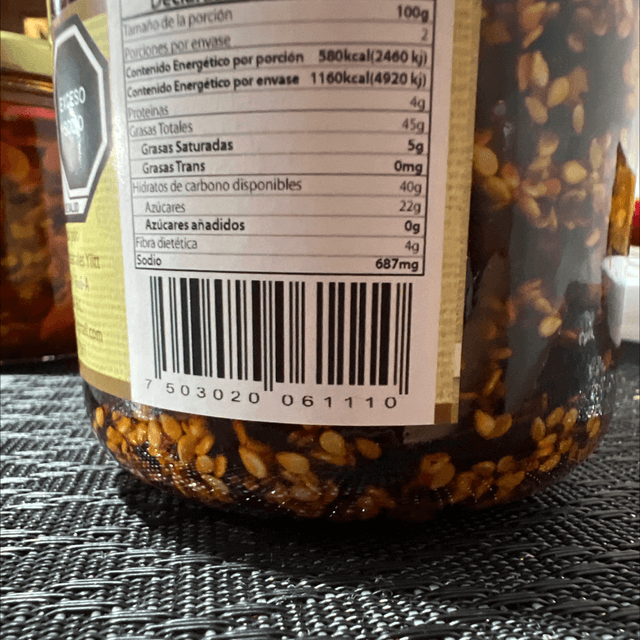 Tamaño de la porción 100g
Porciones por envase 2
Contenido Energético por porción 580kcal(2460 kj)
Contenido Energético por envase 1160kcal(4920 kj)
Proteinas 4g
Grasas Totales 45g
Grasas Saturadas 5g
Grasas Trans 0mg
Hidratos de carbono disponibles 40g
Azúcares 22g
Azúcares añadidos 0g
Fibra dietética 4g
Sodio 687mg
7 503020 061110